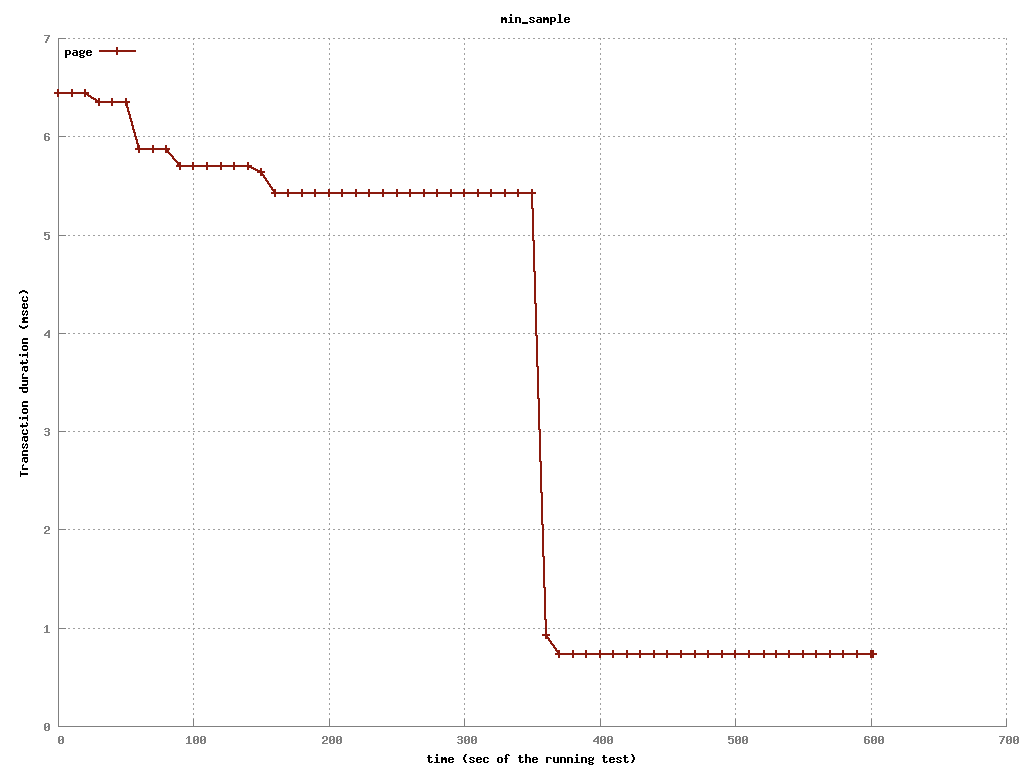 min_sample
page
7
6
5
4
3
2
1
0
Transaction duration (msec)
0 100 200 300 400 500 600 700
time (sec of the running test)